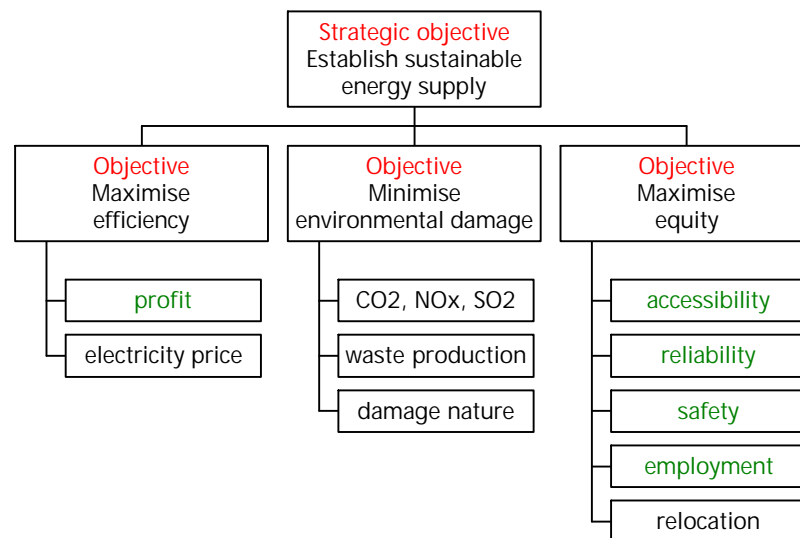 Strategic objective
Establish sustainable
energy supply
Objective
Maximise
efficiency
Objective
Minimise
environmental damage
Objective
Maximise
equity
profit
electricity price
CO2, NOx, SO2
waste production
damage nature
accessibility
reliability
safety
employment
relocation